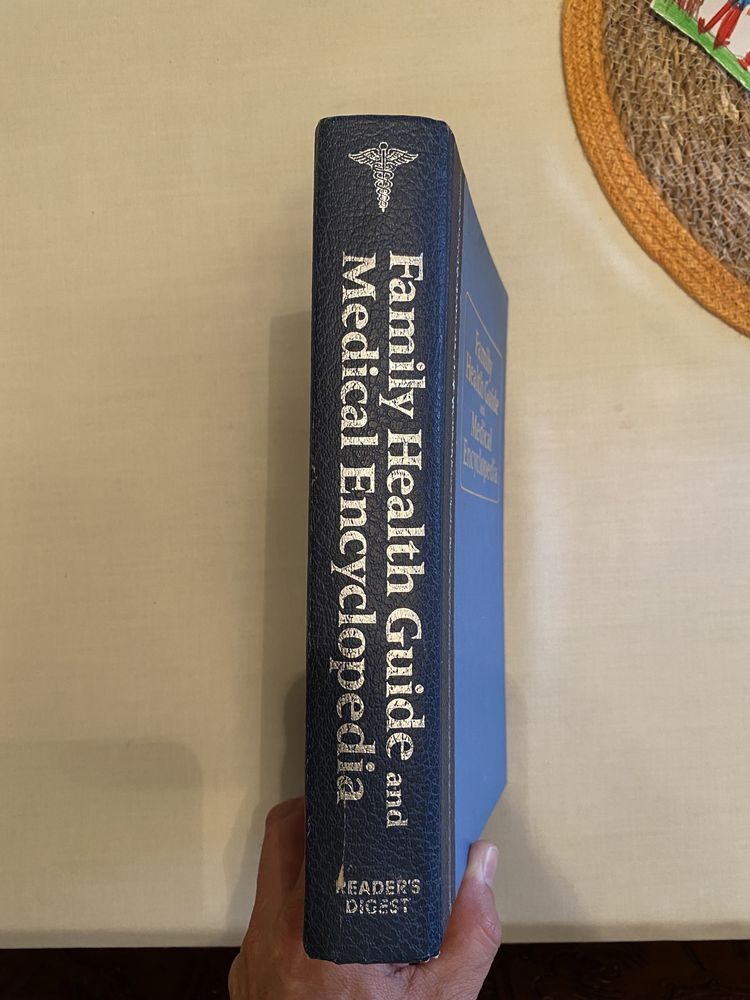 Family Health Guide and
Medical Encyclopedia
READER'S
DIGEST
Family
Health Guide
and
Medical
Encyclopedia